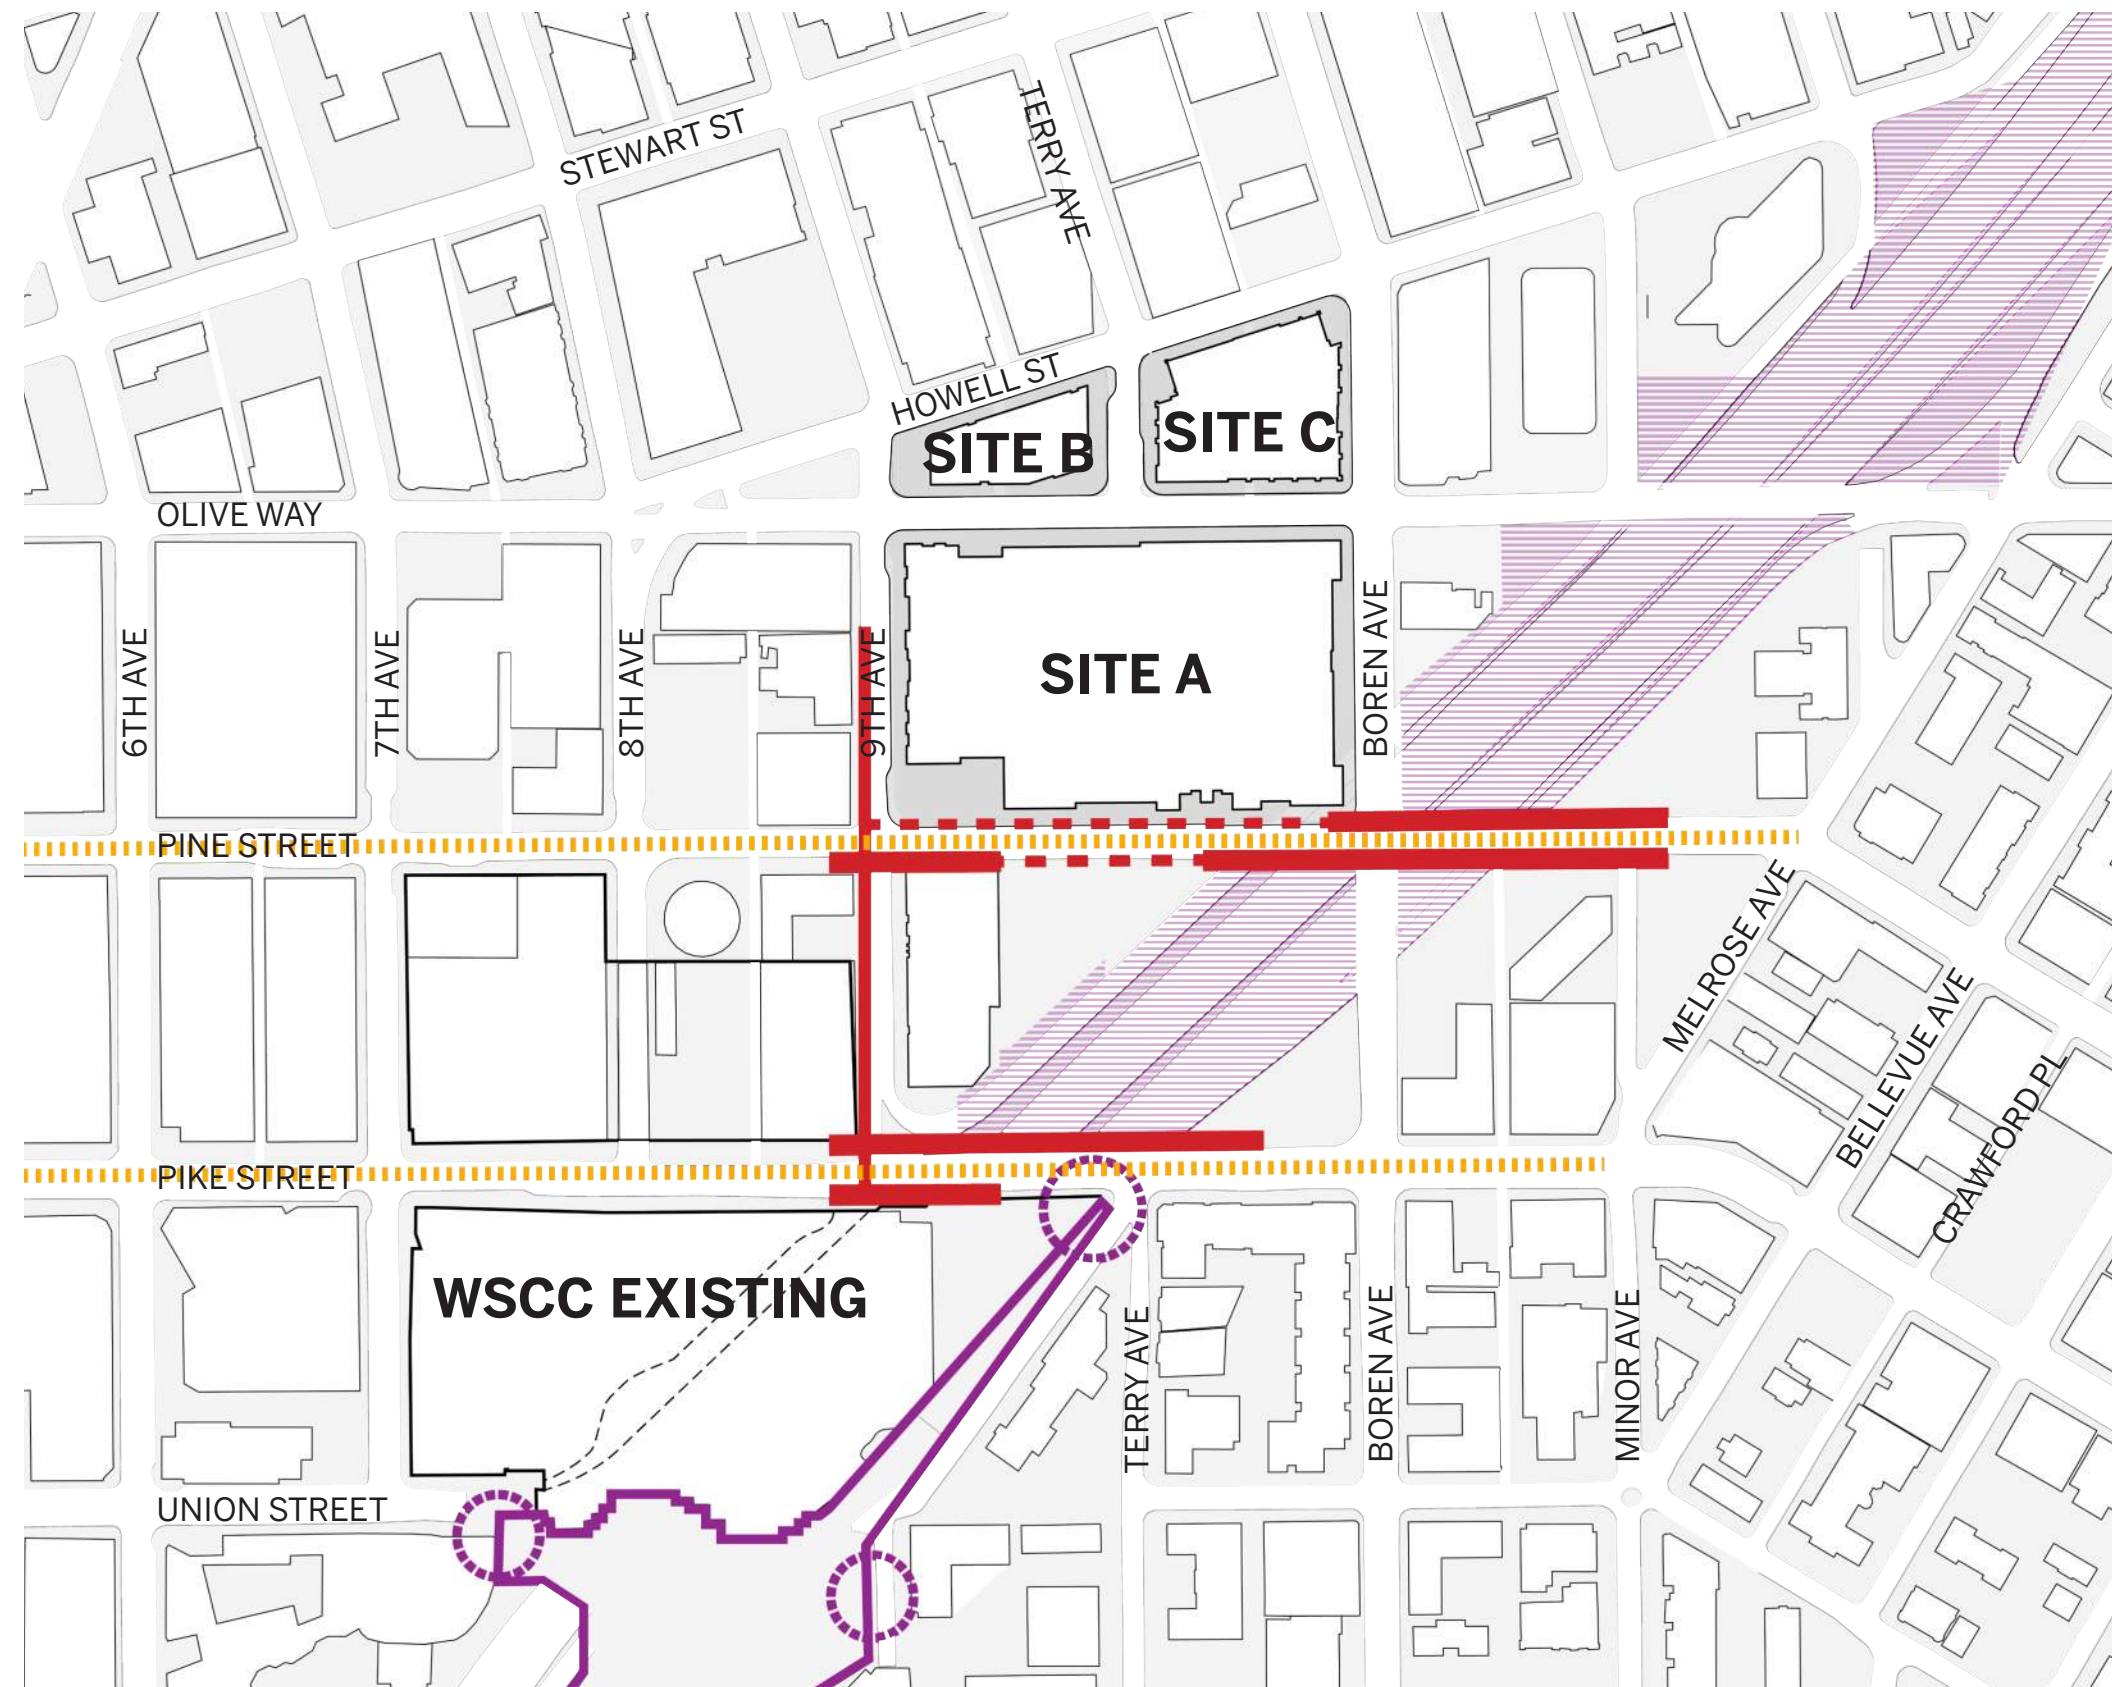 STEWART ST
TERRY AVE
HOWELL ST
SITE B
SITE C
OLIVE WAY
6TH AVE
7TH AVE
8TH AVE
9TH AVE
SITE A
BOREN AVE
PINE STREET
MELROSE AVE
BELLEVUE AVE
CRAWFORD PL
PIKE STREET
WSCC EXISTING
TERRY AVE
BOREN AVE
MINOR AVE
UNION STREET